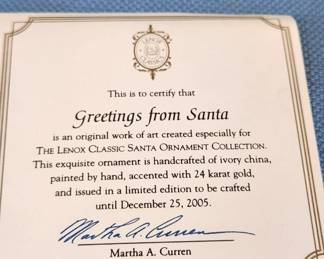 LENOX
CLASSICS
This is to certify that
Greetings from Santa
is an original work of art created especially for
THE LENOX CLASSIC SANTA ORNAMENT COLLECTION.
This exquisite ornament is handcrafted of ivory china,
painted by hand, accented with 24 karat gold,
and issued in a limited edition to be crafted
until December 25, 2005.
Martha A. Curren
Martha A. Curren